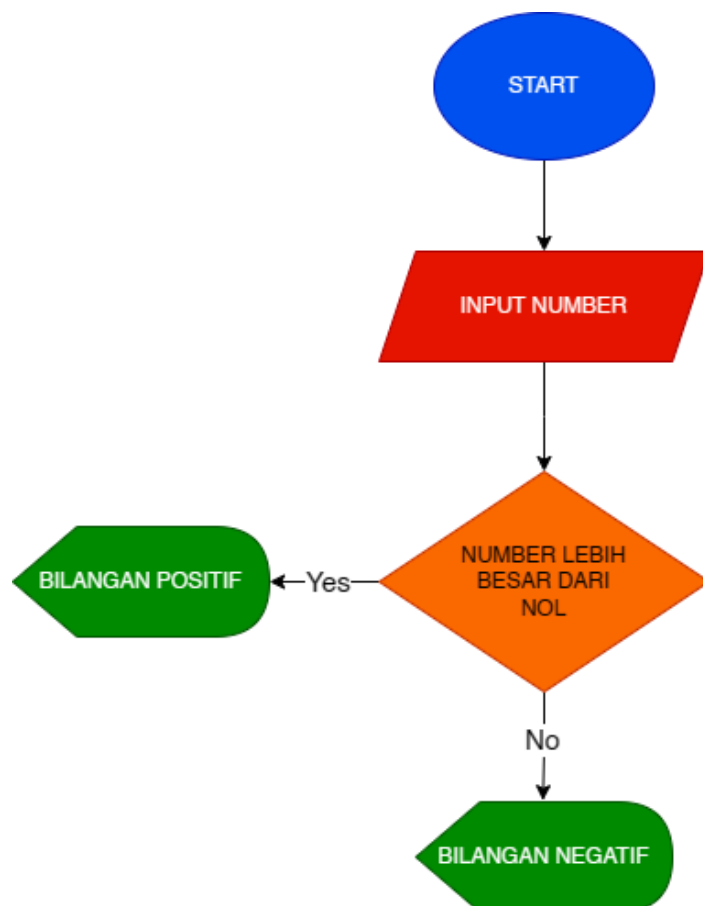 START
INPUT NUMBER
NUMBER LEBIH
BESAR DARI
NOL
Yes
BILANGAN POSITIF
No
BILANGAN NEGATIF